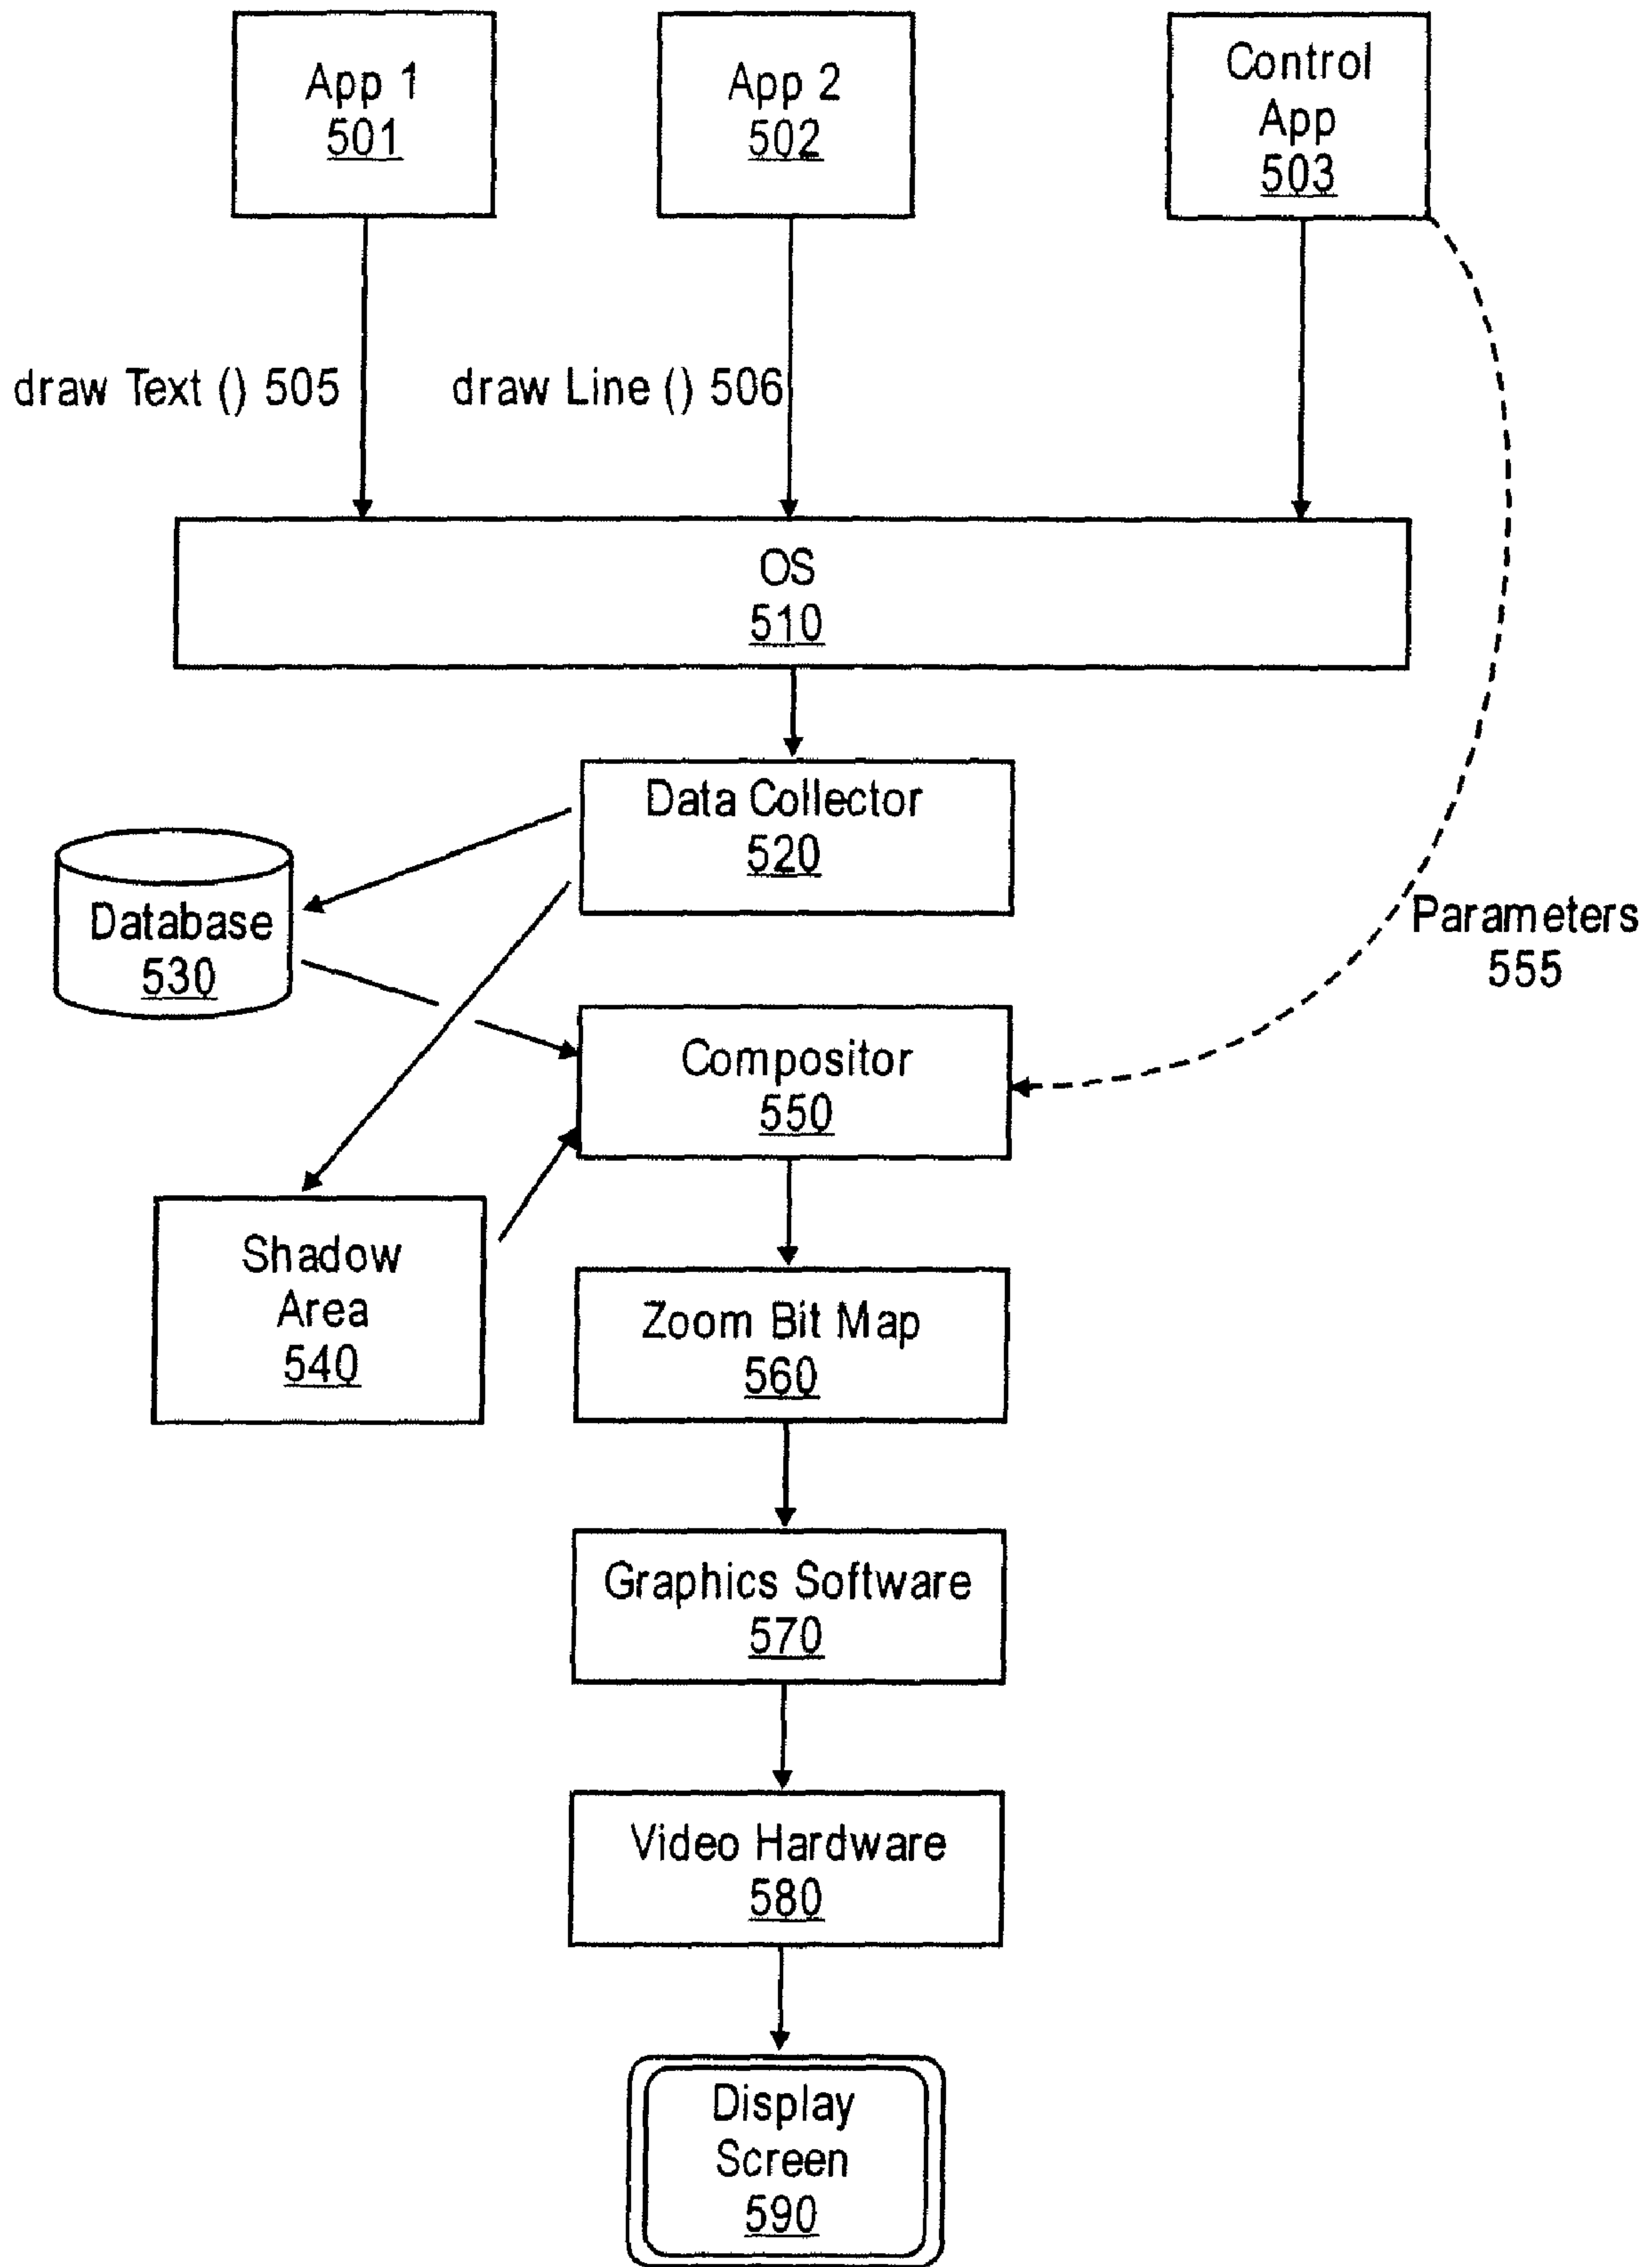 App 1
501
App 2
502
Control
App
503
draw Text () 505
draw Line () 506
OS
510
Data Collector
520
Database
530
Parameters
555
Compositor
550
Shadow
Area
540
Zoom Bit Map
560
Graphics Software
570
Video Hardware
580
Display
Screen
590